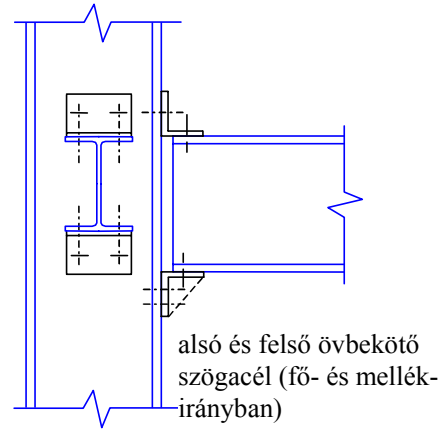 alsó és felső övbekötő
szögacél (fő- és mellék-
irányban)